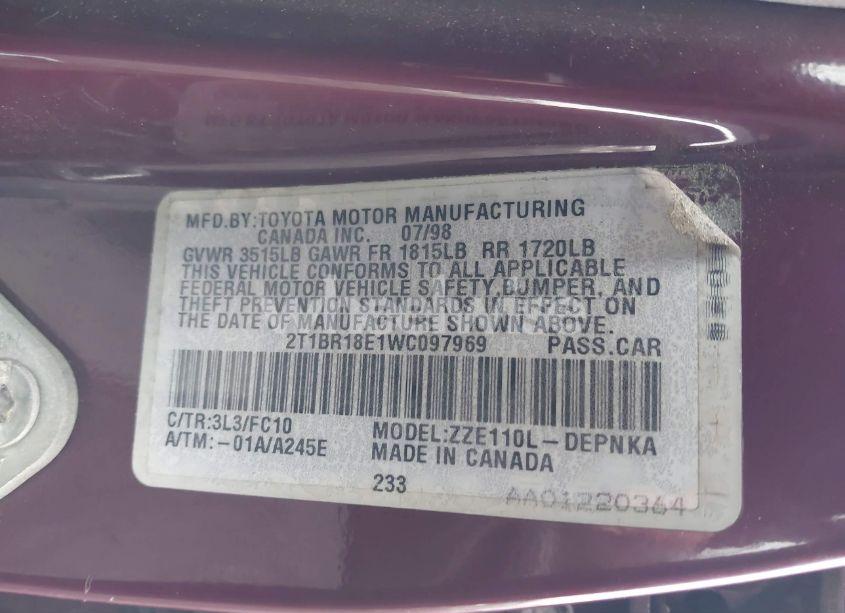 MFD.BY:TOYOTA MOTOR MANUFACTURING
CANADA INC. 07/98
GVWR 3515LB GAWR FR 1815LB RR 1720LB
THIS VEHICLE CONFORMS TO ALL APPLICABLE
FEDERAL MOTOR VEHICLE SAFETY,BUMPER, AND
THEFT PREVENTION STANDARDS IN EFFECT ON
THE DATE OF MANUFACTURE SHOWN ABOVE.
2T1BR18E1WC097969 PASS.CAR
C/TR:3L3/FC10 MODEL:ZZE110L-DEPNKA
A/TM:-01A/A245E MADE IN CANADA
233
AA01220364